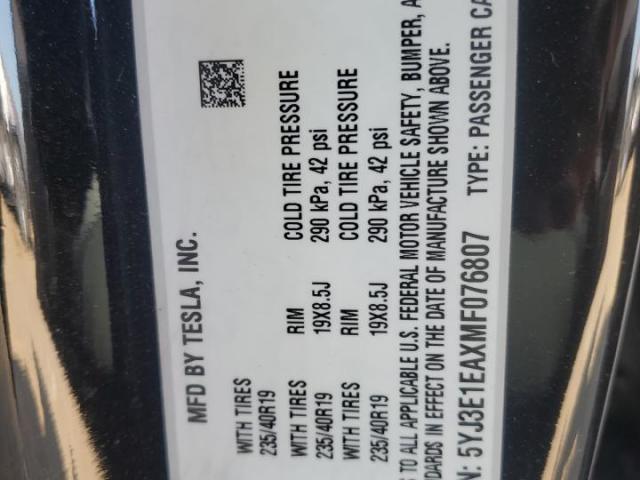 MFD BY TESLA, INC.
WITH TIRES
235/40R19
WITH TIRES RIM COLD TIRE PRESSURE
235/40R19 19X8.5J 290 kPa, 42 psi
WITH TIRES RIM COLD TIRE PRESSURE
235/40R19 19X8.5J 290 kPa, 42 psi
TO ALL APPLICABLE U.S. FEDERAL MOTOR VEHICLE SAFETY, BUMPER, A
DARDS IN EFFECT ON THE DATE OF MANUFACTURE SHOWN ABOVE.
N: 5YJ3E1EAXMF076807 TYPE: PASSENGER CA